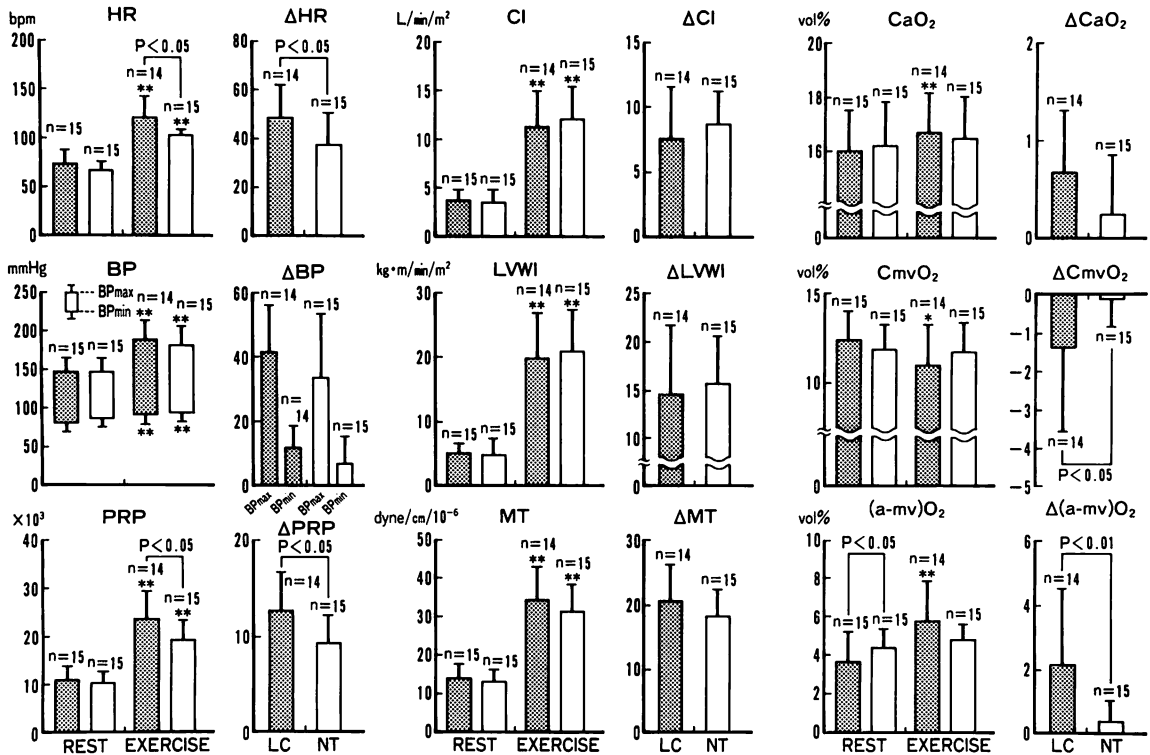 HR
bpm
200
150
100
50
0
P<0.05
n=14
**
n=15
**
n=15
n=15
ΔHR
80
60
40
20
0
P<0.05
n=14
n=15
CI
L/min/m²
20
15
10
5
0
n=14
**
n=15
**
n=15
n=15
ΔCI
15
10
5
0
n=14
n=15
CaO₂
vol%
20
18
16
0
n=15
n=15
n=14
**
n=15
ΔCaO₂
2
1
0
n=14
n=15
BP
mmHg
300
250
200
150
100
50
0
BPmax
BPmin
n=14
**
n=15
**
n=15
n=15
**
**
ΔBP
60
40
20
0
n=14
n=15
n=
14
n=15
BPmax
BPmin
BPmax
BPmin
LVWI
kg·m/min/m²
30
20
10
0
n=14
**
n=15
**
n=15
n=15
ΔLVWI
25
20
15
10
0
n=14
n=15
CmvO₂
vol%
15
10
0
n=15
n=15
n=14
*
n=15
ΔCmvO₂
0
-1
-2
-3
-4
-5
n=15
n=14
P<0.05
PRP
×10³
50
40
30
20
10
0
P<0.05
n=14
**
n=15
**
n=15
n=15
REST
EXERCISE
ΔPRP
20
10
0
P<0.05
n=14
n=15
LC
NT
MT
dyne/cm/10⁻⁶
50
40
30
20
10
0
n=14
**
n=15
**
n=15
n=15
REST
EXERCISE
ΔMT
30
20
10
0
n=14
n=15
LC
NT
(a-mv)O₂
vol%
10
8
6
4
2
0
P<0.05
n=14
**
n=15
n=15
n=15
REST
EXERCISE
Δ(a-mv)O₂
6
4
2
0
P<0.01
n=14
n=15
LC
NT